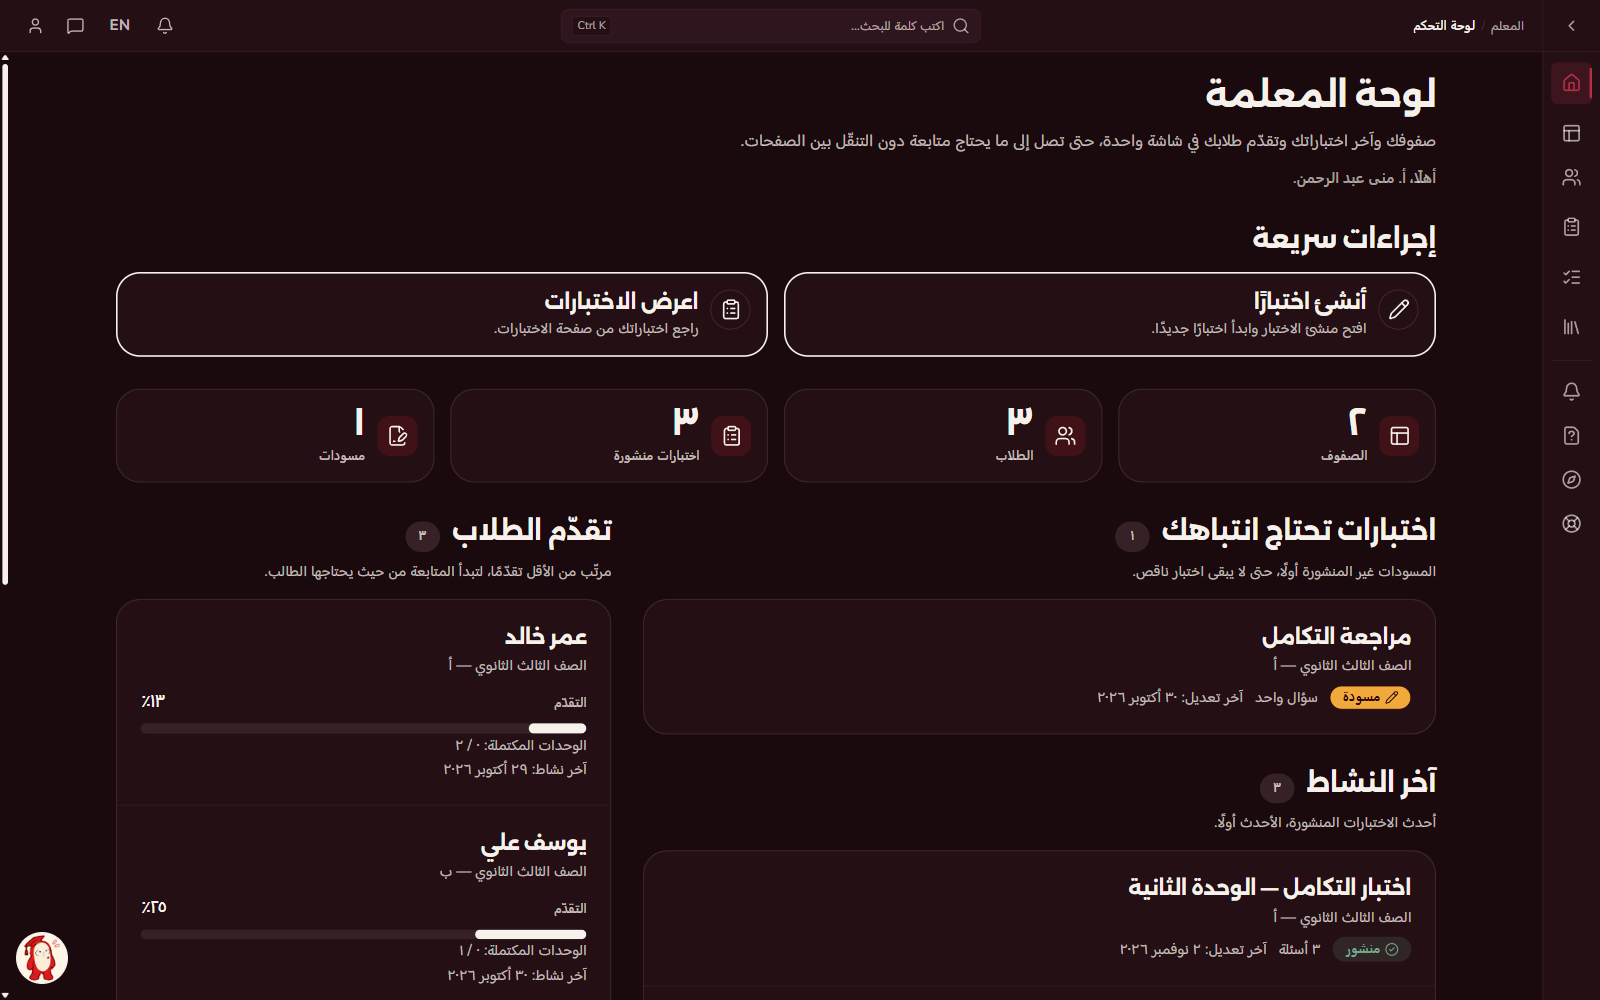 المعلم / لوحة التحكم
اكتب كلمة للبحث...
Ctrl K
EN
لوحة المعلمة
صفوفك وآخر اختباراتك وتقدّم طلابك في شاشة واحدة، حتى تصل إلى ما يحتاج متابعة دون التنقّل بين الصفحات.
أهلًا، أ. منى عبد الرحمن.
إجراءات سريعة
أنشئ اختبارًا
افتح منشئ الاختبار وابدأ اختبارًا جديدًا.
اعرض الاختبارات
راجع اختباراتك من صفحة الاختبارات.
٢
الصفوف
٣
الطلاب
٣
اختبارات منشورة
١
مسودات
اختبارات تحتاج انتباهك ١
المسودات غير المنشورة أولًا، حتى لا يبقى اختبار ناقص.
مراجعة التكامل
الصف الثالث الثانوي — أ
مسودة سؤال واحد آخر تعديل: ٣٠ أكتوبر ٢٠٢٦
آخر النشاط ٣
أحدث الاختبارات المنشورة، الأحدث أولًا.
اختبار التكامل — الوحدة الثانية
الصف الثالث الثانوي — أ
منشور ٣ أسئلة آخر تعديل: ٢ نوفمبر ٢٠٢٦
تقدّم الطلاب ٣
مرتّب من الأقل تقدّمًا، لتبدأ المتابعة من حيث يحتاجها الطالب.
عمر خالد
الصف الثالث الثانوي — أ
التقدّم ١٣٪
الوحدات المكتملة: ٠ / ٢
آخر نشاط: ٢٩ أكتوبر ٢٠٢٦
يوسف علي
الصف الثالث الثانوي — ب
التقدّم ٢٥٪
الوحدات المكتملة: ٠ / ١
آخر نشاط: ٣٠ أكتوبر ٢٠٢٦